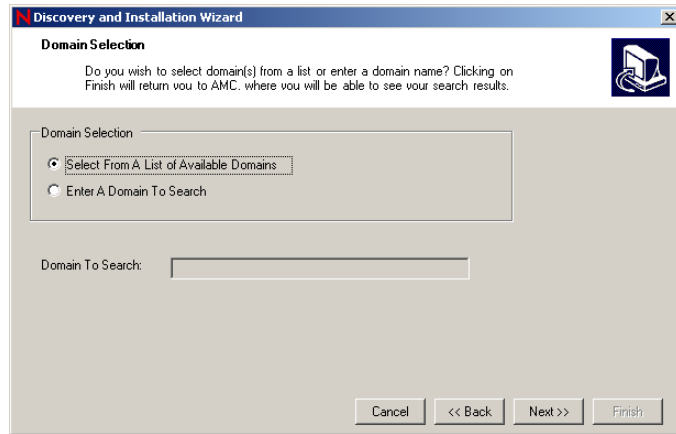 Discovery and Installation Wizard
Domain Selection
Do you wish to select domain(s) from a list or enter a domain name? Clicking on
Finish will return you to AMC. where you will be able to see your search results.
Domain Selection
Select From A List of Available Domains
Enter A Domain To Search
Domain To Search:
Cancel
<< Back
Next >>
Finish